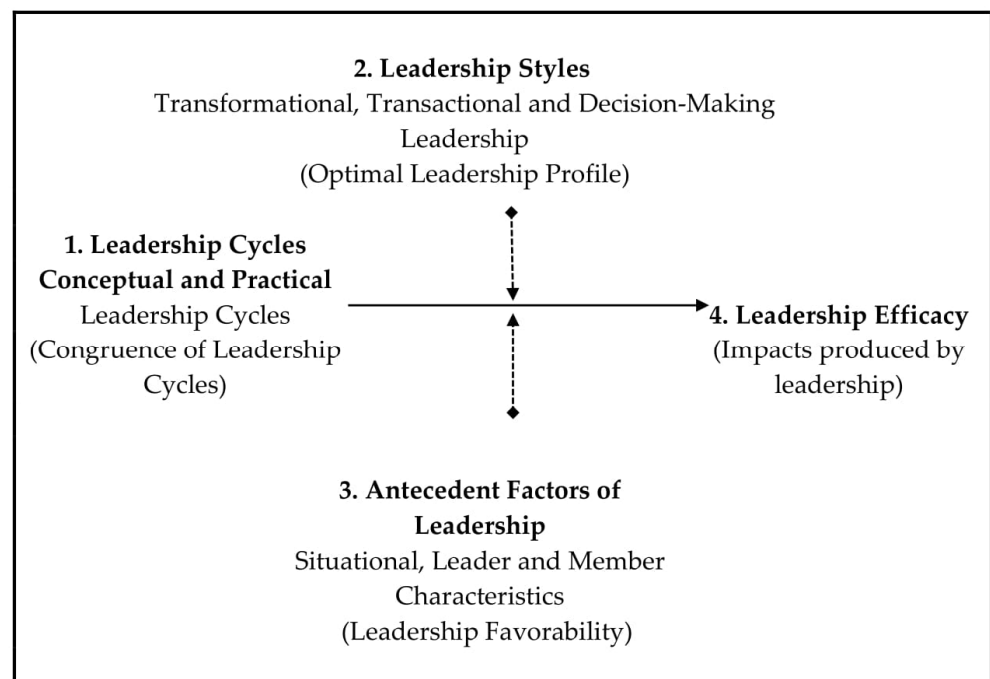 2. Leadership Styles
Transformational, Transactional and Decision-Making
Leadership
(Optimal Leadership Profile)
1. Leadership Cycles
Conceptual and Practical
Leadership Cycles
(Congruence of Leadership
Cycles)
4. Leadership Efficacy
(Impacts produced by
leadership)
3. Antecedent Factors of
Leadership
Situational, Leader and Member
Characteristics
(Leadership Favorability)